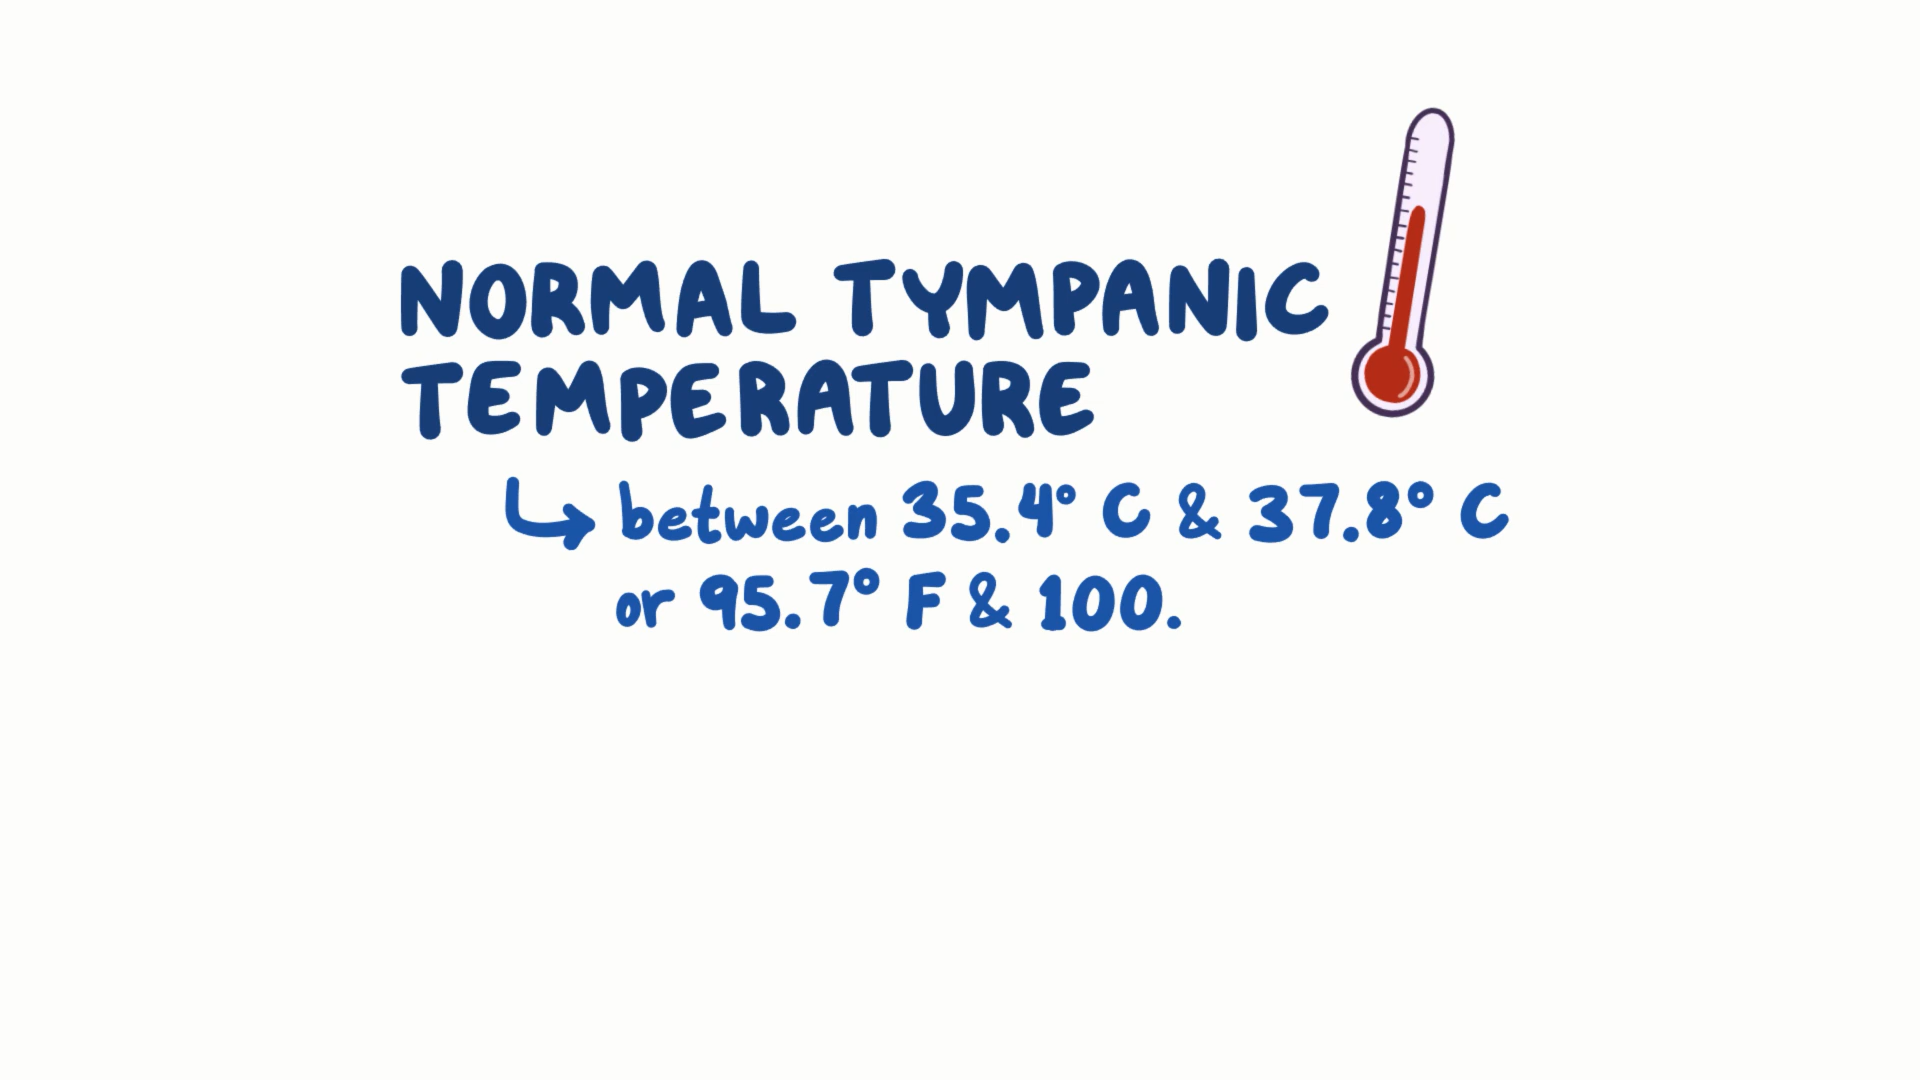 NORMAL TYMPANIC
TEMPERATURE
between 35.4° C & 37.8° C
or 95.7° F & 100.